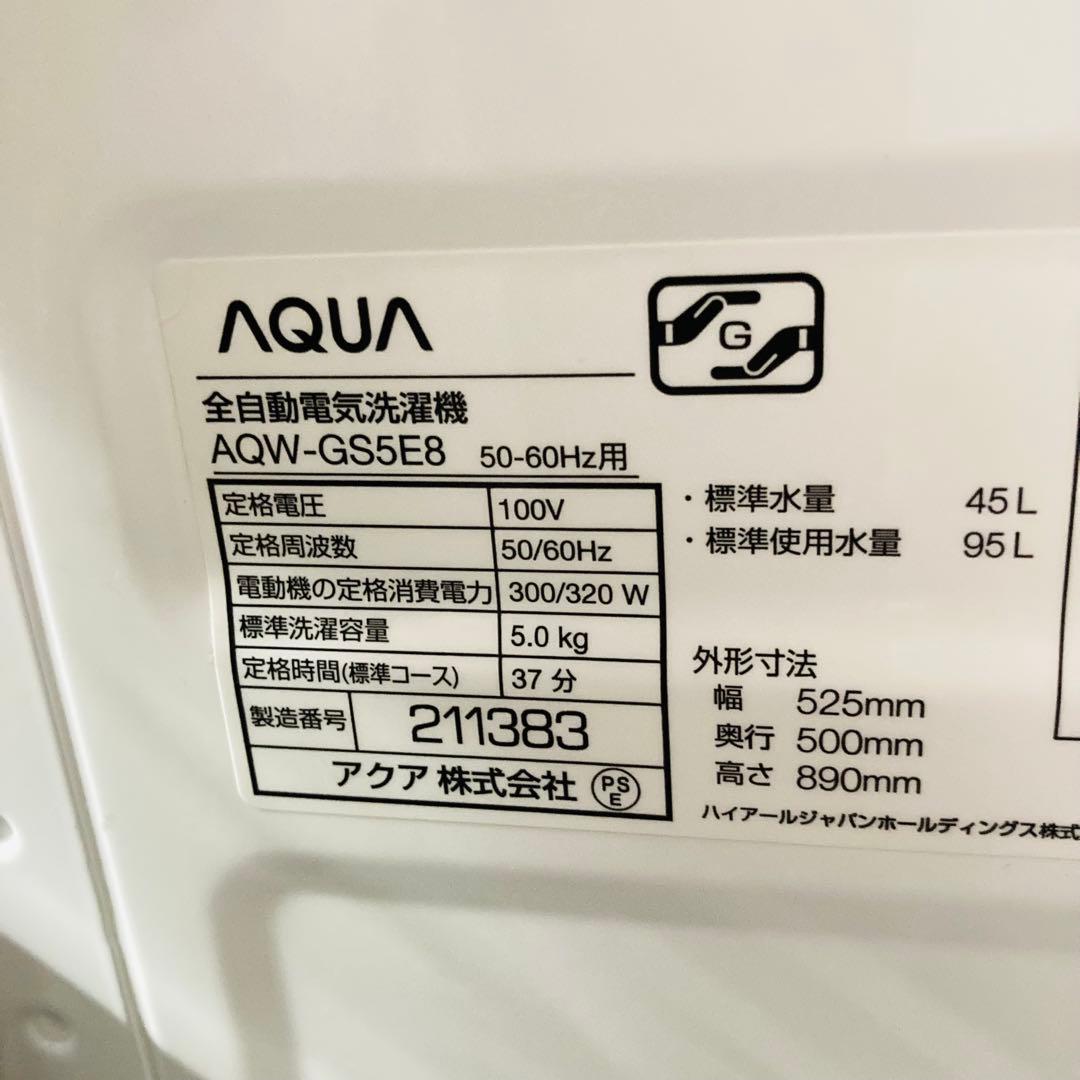 AQUA
G
全自動電気洗濯機
AQW-GS5E8 50-60Hz用
定格電圧 100V
定格周波数 50/60Hz
電動機の定格消費電力 300/320 W
標準洗濯容量 5.0 kg
定格時間(標準コース) 37 分
製造番号 211383
アクア 株式会社 PSE
・標準水量 45L
・標準使用水量 95L
外形寸法
幅 525mm
奥行 500mm
高さ 890mm
ハイアールジャパンホールディングス株式